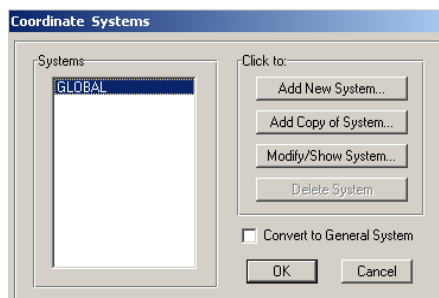 Coordinate Systems
Systems
GLOBAL
Click to:
Add New System...
Add Copy of System...
Modify/Show System...
Delete System
Convert to General System
OK
Cancel